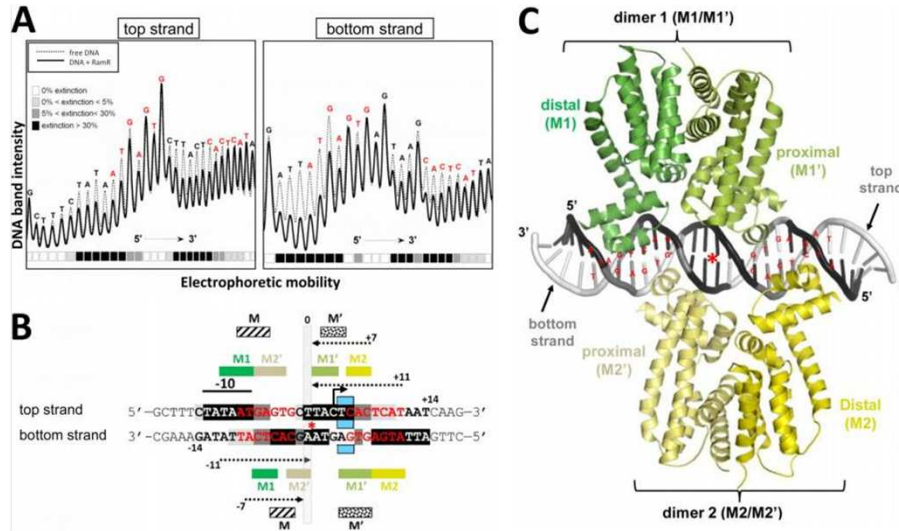 A
top strand
bottom strand
free DNA
DNA + RamR
0% extinction
0% < extinction < 5%
5% < extinction < 30%
extinction > 30%
DNA band intensity
5' 3'
5' 3'
Electrophoretic mobility
B
M 0 M'
+7
M1 M2' M1' M2
+11
-10
+14
top strand 5'-GCTTTCTATAATGAGTGCTTACTCACTCATAATCAAG-3'
bottom strand 3'-CGAAAGATATTACTCACGAATGAGTGAGTATTAGTTC-5'
*
-14
-11
M1 M2' M1' M2
-7
M M'
C
dimer 1 (M1/M1')
distal
(M1)
proximal
(M1')
top
strand
5'
3'
*
5'
bottom
strand
proximal
(M2')
Distal
(M2)
dimer 2 (M2/M2')